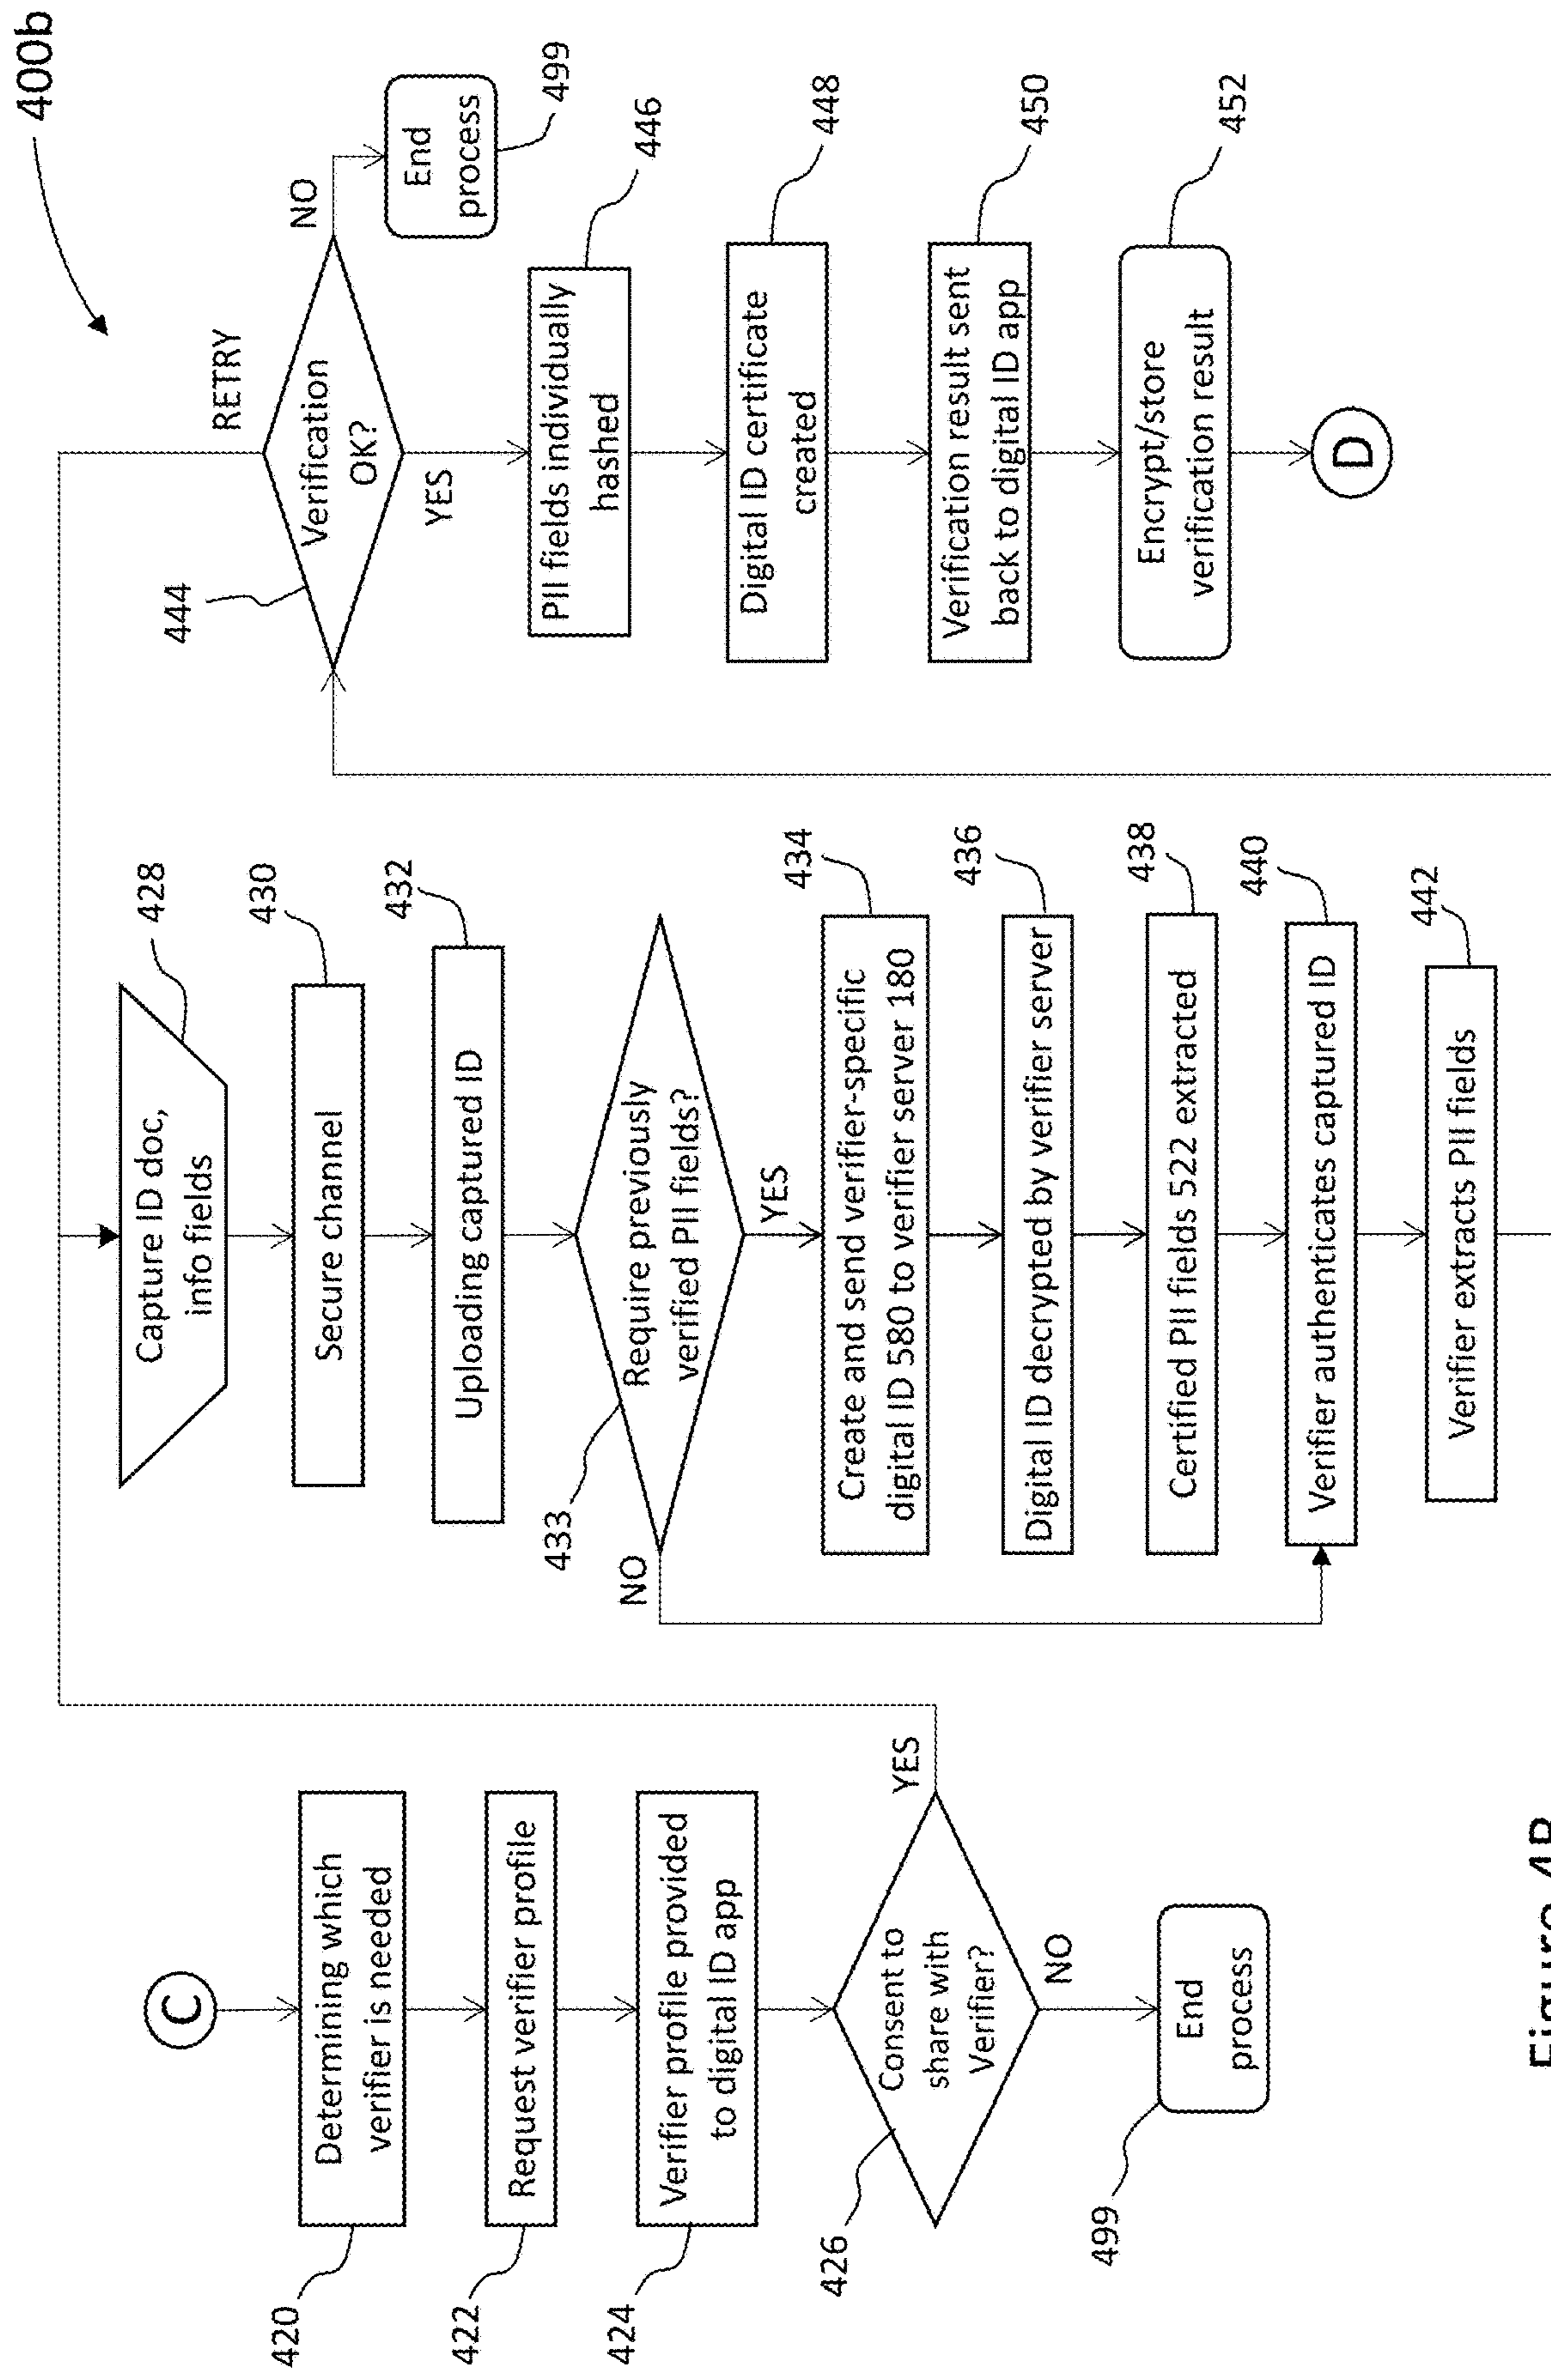 400b
C
Determining which
verifier is needed
420
Request verifier profile
422
Verifier profile provided
to digital ID app
424
Consent to
share with
Verifier?
426
YES
NO
End
process
499
Capture ID doc,
info fields
428
Secure channel
430
Uploading captured ID
432
Require previously
verified PII fields?
433
NO
YES
Create and send verifier-specific
digital ID 580 to verifier server 180
434
Digital ID decrypted by verifier server
436
Certified PII fields 522 extracted
438
Verifier authenticates captured ID
440
Verifier extracts PII fields
442
RETRY
Verification
OK?
444
NO
End
process
499
YES
PII fields individually
hashed
446
Digital ID certificate
created
448
Verification result sent
back to digital ID app
450
Encrypt/store
verification result
452
D
Figure 4B